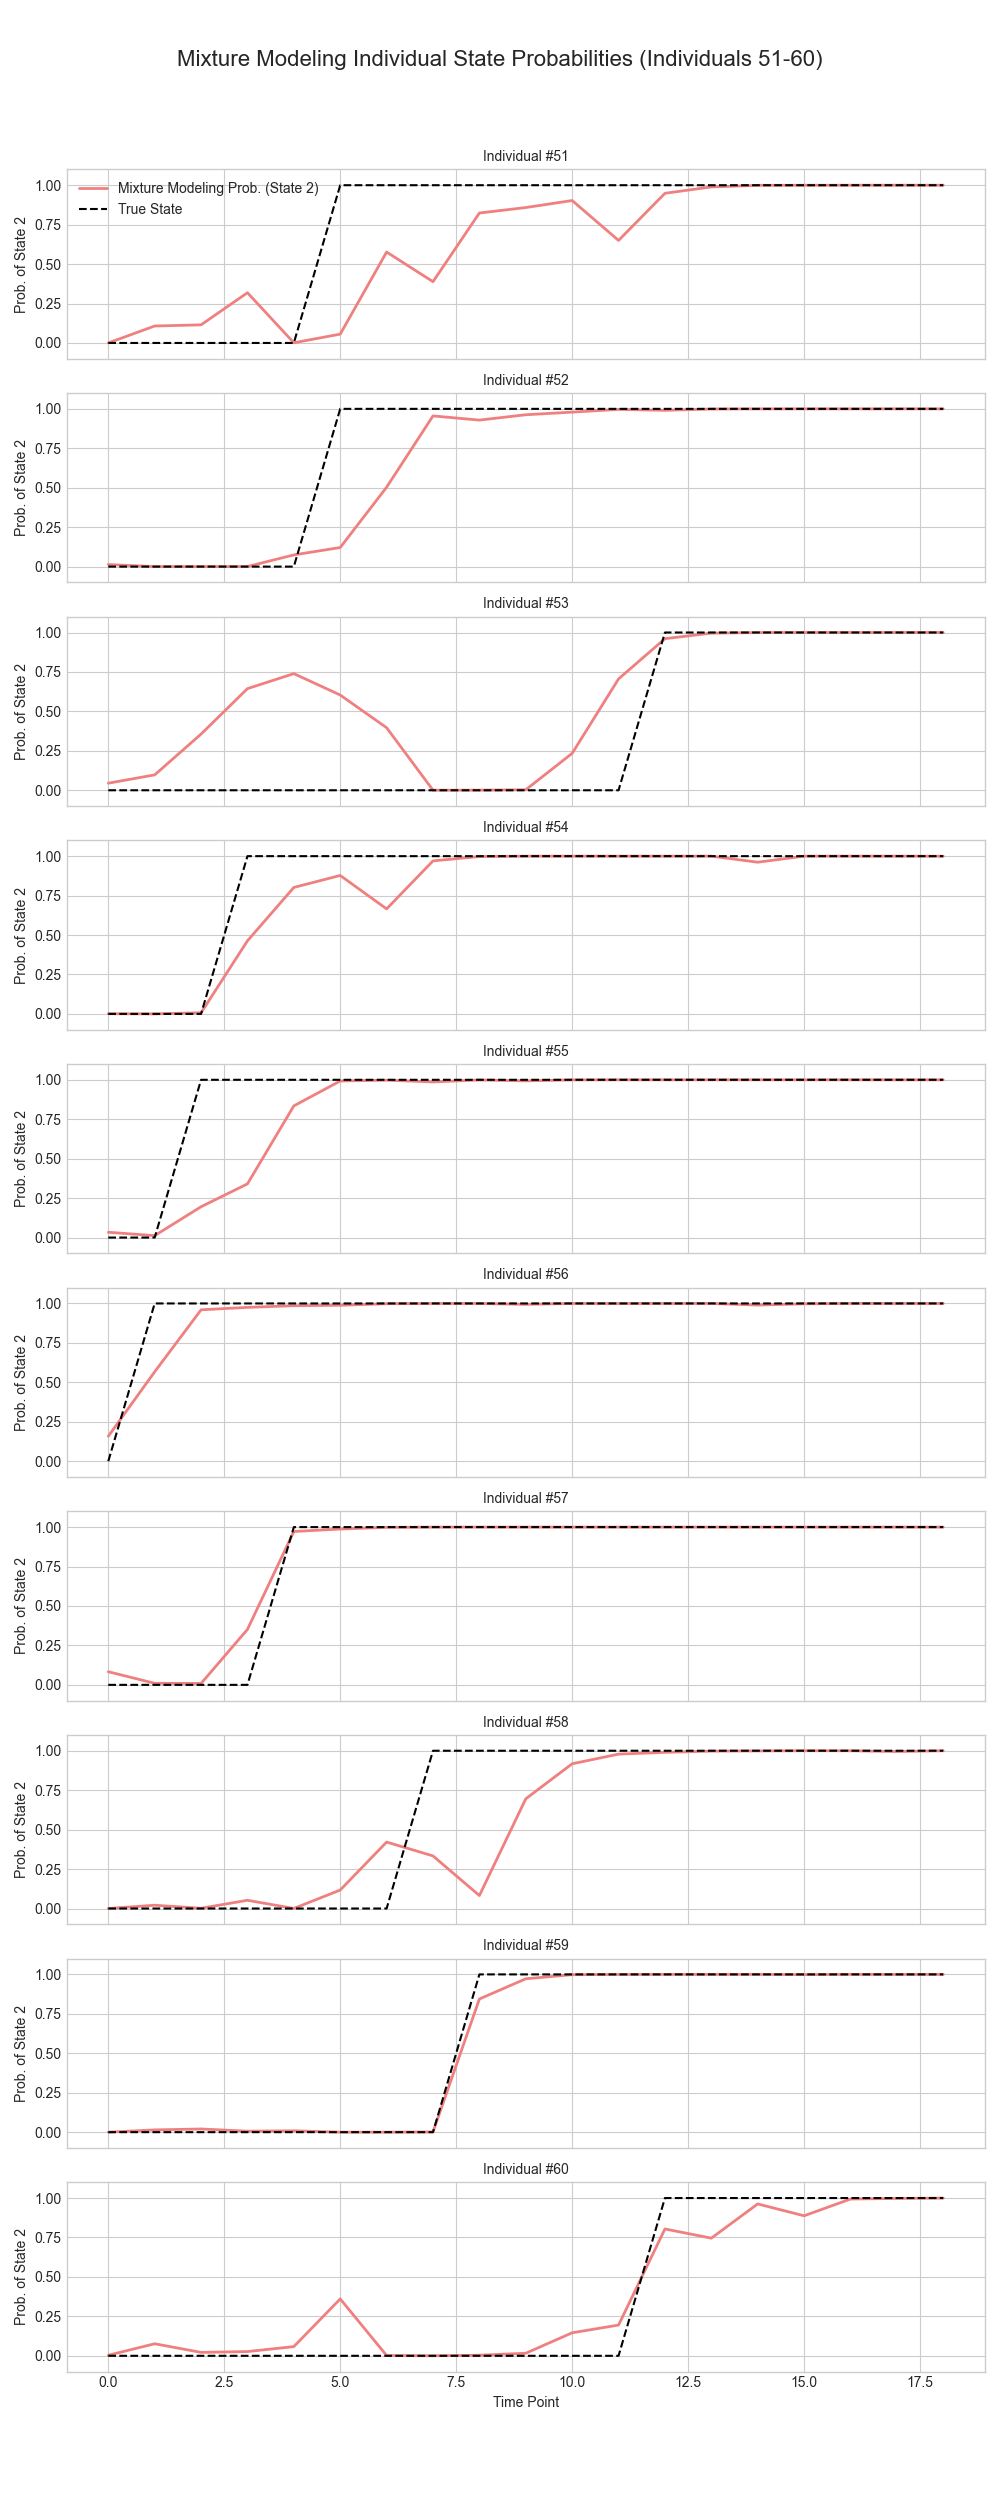 Mixture Modeling Individual State Probabilities (Individuals 51-60)
Individual #51
Mixture Modeling Prob. (State 2)
True State
Prob. of State 2
1.00
0.75
0.50
0.25
0.00
Individual #52
Prob. of State 2
1.00
0.75
0.50
0.25
0.00
Individual #53
Prob. of State 2
1.00
0.75
0.50
0.25
0.00
Individual #54
Prob. of State 2
1.00
0.75
0.50
0.25
0.00
Individual #55
Prob. of State 2
1.00
0.75
0.50
0.25
0.00
Individual #56
Prob. of State 2
1.00
0.75
0.50
0.25
0.00
Individual #57
Prob. of State 2
1.00
0.75
0.50
0.25
0.00
Individual #58
Prob. of State 2
1.00
0.75
0.50
0.25
0.00
Individual #59
Prob. of State 2
1.00
0.75
0.50
0.25
0.00
Individual #60
Prob. of State 2
1.00
0.75
0.50
0.25
0.00
0.0 2.5 5.0 7.5 10.0 12.5 15.0 17.5
Time Point